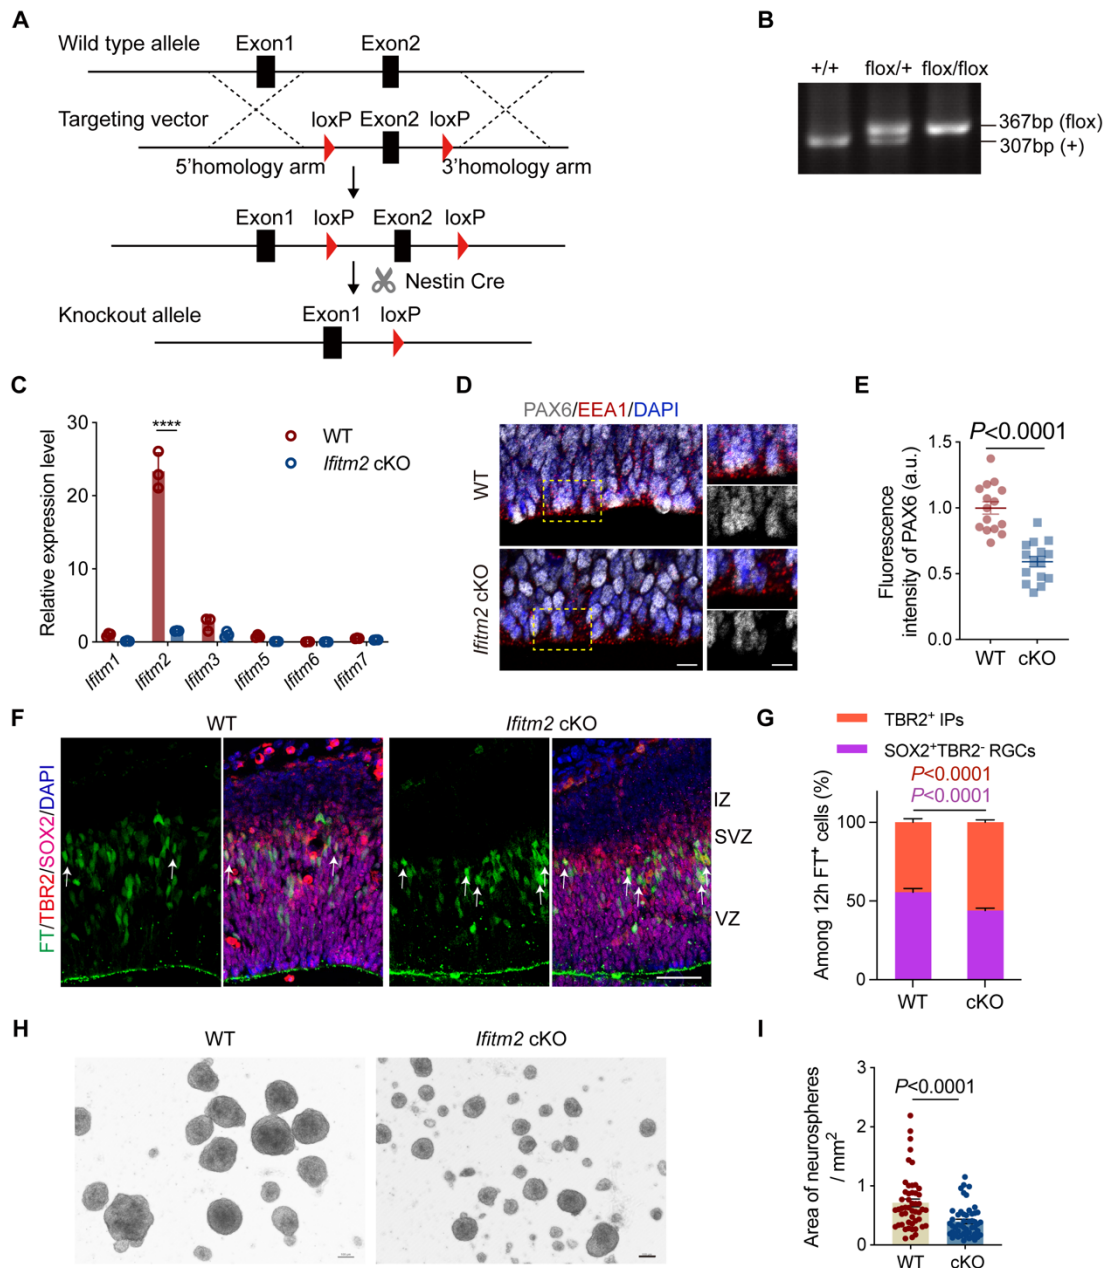 A
Wild type allele
Exon1
Exon2
Targeting vector
loxP
Exon2
loxP
5'homology arm
3'homology arm
Exon1
loxP
Exon2
loxP
Nestin Cre
Knockout allele
Exon1
loxP
B
+/+
flox/+
flox/flox
367bp (flox)
307bp (+)
C
Relative expression level
30
20
10
0
****
WT
Ifitm2 cKO
Ifitm1
Ifitm2
Ifitm3
Ifitm5
Ifitm6
Ifitm7
D
PAX6/EEA1/DAPI
WT
Ifitm2 cKO
E
P<0.0001
Fluorescence
intensity of PAX6 (a.u.)
1.5
1.0
0.5
0.0
WT
cKO
F
WT
Ifitm2 cKO
FT/TBR2/SOX2/DAPI
IZ
SVZ
VZ
G
TBR2+ IPs
SOX2+TBR2- RGCs
P<0.0001
P<0.0001
Among 12h FT+ cells (%)
100
50
0
WT
cKO
H
WT
Ifitm2 cKO
I
Area of neurospheres
/ mm2
3
2
1
0
P<0.0001
WT
cKO